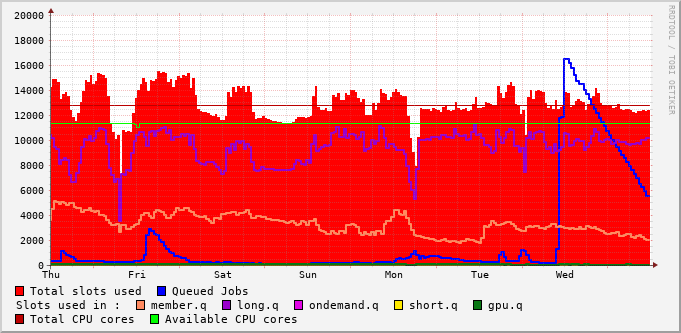 20000
18000
16000
14000
12000
10000
8000
6000
4000
2000
0
Thu Fri Sat Sun Mon Tue Wed
Total slots used Queued Jobs
Slots used in : member.q long.q ondemand.q short.q gpu.q
Total CPU cores Available CPU cores
RRDTOOL / TOBI OETIKER